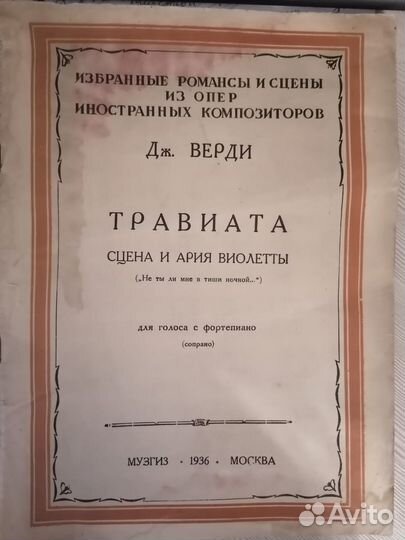 ИЗБРАННЫЕ РОМАНСЫ И СЦЕНЫ
ИЗ ОПЕР
ИНОСТРАННЫХ КОМПОЗИТОРОВ
Дж. ВЕРДИ
ТРАВИАТА
СЦЕНА И АРИЯ ВИОЛЕТТЫ
(„Не ты ли мне в тиши ночной...“)
для голоса с фортепиано
(сопрано)
МУЗГИЗ • 1936 • МОСКВА
Avito